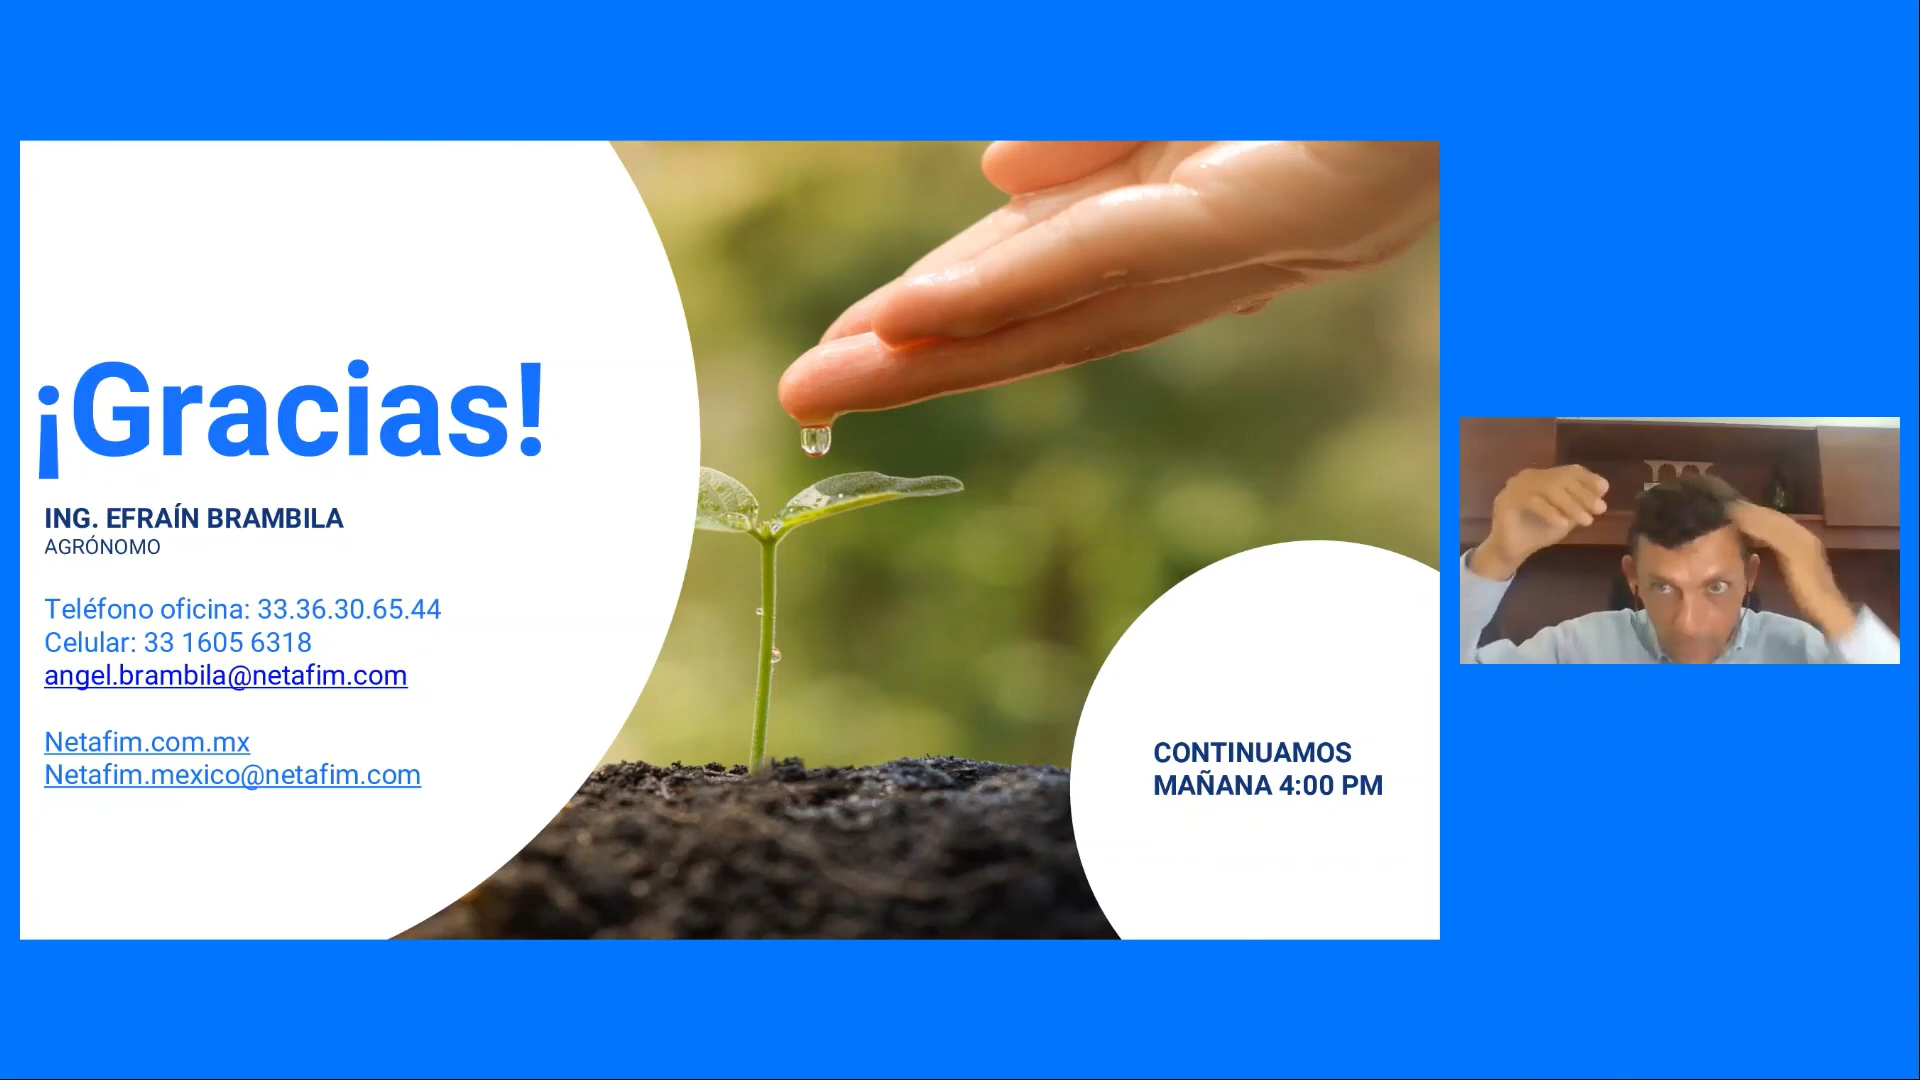 ¡Gracias!
ING. EFRAÍN BRAMBILA
AGRÓNOMO
Teléfono oficina: 33.36.30.65.44
Celular: 33 1605 6318
angel.brambila@netafim.com
Netafim.com.mx
Netafim.mexico@netafim.com
CONTINUAMOS
MAÑANA 4:00 PM